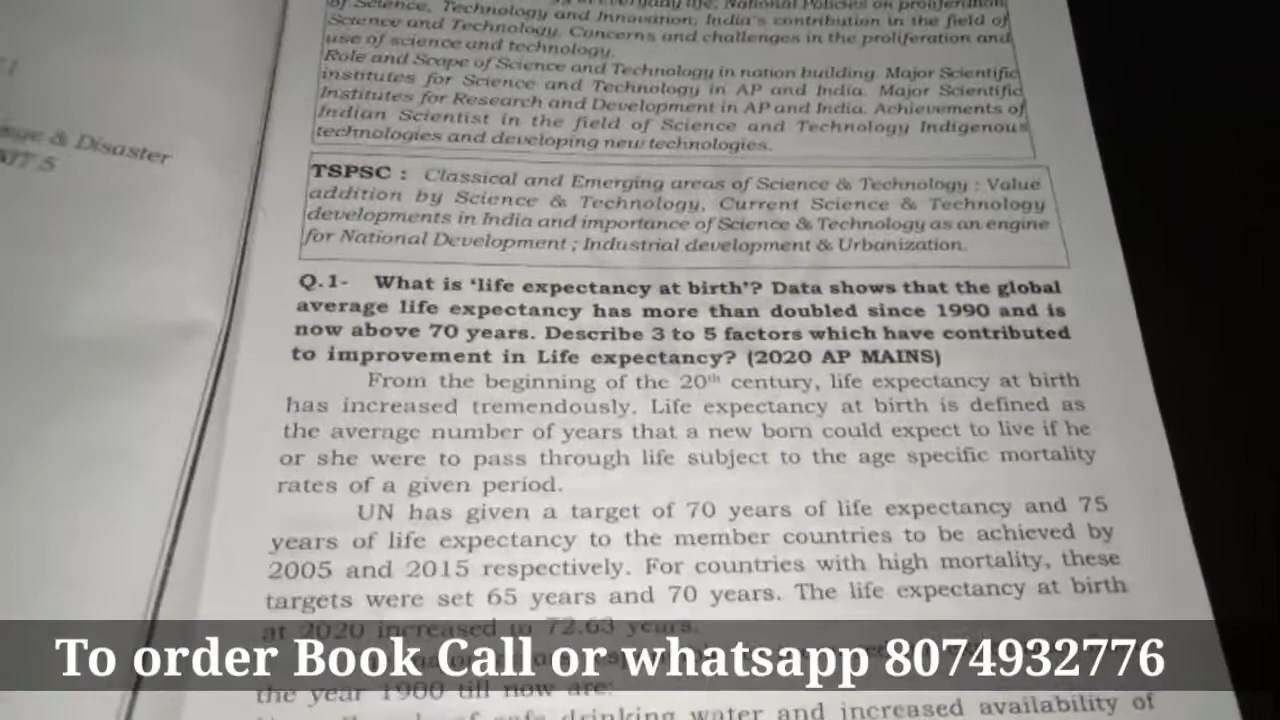 of Science, Technology and Innovation; India's contribution in the field of
Science and Technology. Concerns and challenges in the proliferation and
use of science and technology.
Role and Scope of Science and Technology in nation building. Major Scientific
institutes for Science and Technology in AP and India. Major Scientific
Institutes for Research and Development in AP and India. Achievements of
Indian Scientist in the field of Science and Technology Indigenous
technologies and developing new technologies.
& Disaster
TSPSC : Classical and Emerging areas of Science & Technology : Value
addition by Science & Technology, Current Science & Technology
developments in India and importance of Science & Technology as an engine
for National Development ; Industrial development & Urbanization.
Q.1- What is 'life expectancy at birth'? Data shows that the global
average life expectancy has more than doubled since 1990 and is
now above 70 years. Describe 3 to 5 factors which have contributed
to improvement in Life expectancy? (2020 AP MAINS)
From the beginning of the 20th century, life expectancy at birth
has increased tremendously. Life expectancy at birth is defined as
the average number of years that a new born could expect to live if he
or she were to pass through life subject to the age specific mortality
rates of a given period.
UN has given a target of 70 years of life expectancy and 75
years of life expectancy to the member countries to be achieved by
2005 and 2015 respectively. For countries with high mortality, these
targets were set 65 years and 70 years. The life expectancy at birth
at 2020 increased to 72.63 years.
To order Book Call or whatsapp 8074932776
the year 1900 till now are:
of safe drinking water and increased availability of